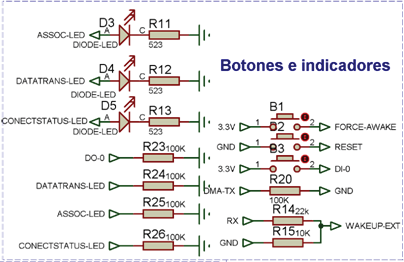 D3
R11
ASSOC-LED
A
C
DIODE-LED
523
D4
R12
DATATRANS-LED
A
C
DIODE-LED
523
D5
R13
CONECTSTATUS-LED
A
C
DIODE-LED
523
R23
DO-0
100K
R24
DATATRANS-LED
100K
R25
ASSOC-LED
100K
R26
CONECTSTATUS-LED
100K
Botones e indicadores
B1
3.3V
1
2
FORCE-AWAKE
B2
GND
1
2
RESET
B3
3.3V
1
2
DI-0
R20
DMA-TX
GND
100K
R14
RX
22k
WAKEUP-EXT
R15
GND
10K